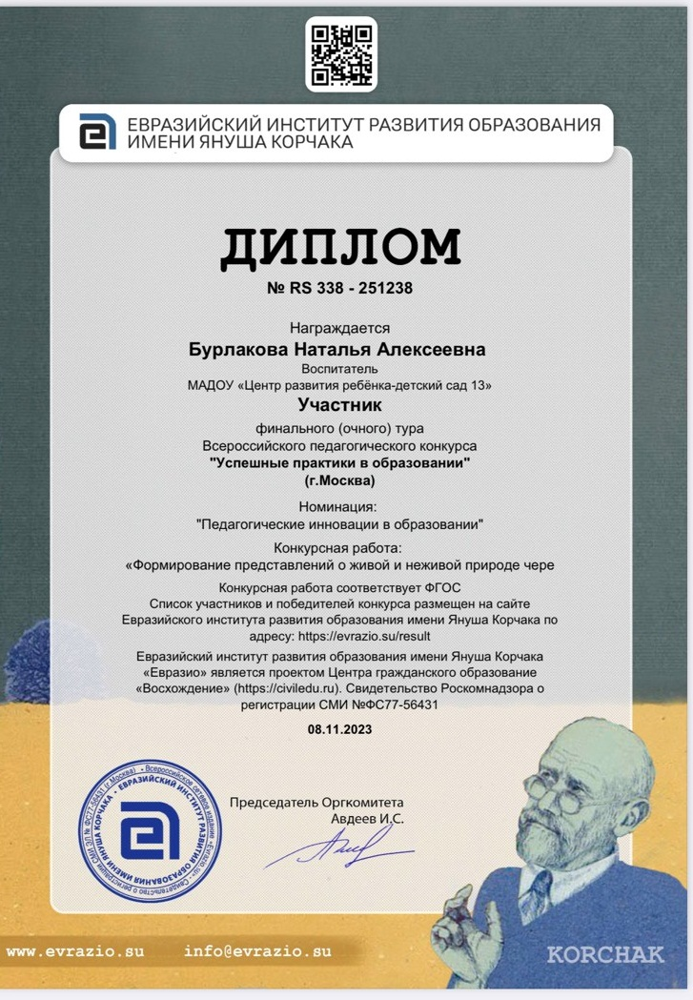 ЕВРАЗИЙСКИЙ ИНСТИТУТ РАЗВИТИЯ ОБРАЗОВАНИЯ
ИМЕНИ ЯНУША КОРЧАКА
ДИПЛОМ
№ RS 338 - 251238
Награждается
Бурлакова Наталья Алексеевна
Воспитатель
МАДОУ «Центр развития ребёнка-детский сад 13»
Участник
финального (очного) тура
Всероссийского педагогического конкурса
"Успешные практики в образовании"
(г.Москва)
Номинация:
"Педагогические инновации в образовании"
Конкурсная работа:
«Формирование представлений о живой и неживой природе чере
Конкурсная работа соответствует ФГОС
Список участников и победителей конкурса размещен на сайте
Евразийского института развития образования имени Януша Корчака по
адресу: https://evrazio.su/result
Евразийский институт развития образования имени Януша Корчака
«Евразио» является проектом Центра гражданского образование
«Восхождение» (https://civiledu.ru). Свидетельство Роскомнадзора о
регистрации СМИ №ФС77-56431
08.11.2023
Председатель Оргкомитета
Авдеев И.С.
ЕВРАЗИЙСКИЙ ИНСТИТУТ РАЗВИТИЯ ОБРАЗОВАНИЯ ИМЕНИ ЯНУША КОРЧАКА
www.evrazio.su info@evrazio.su
KORCHAK